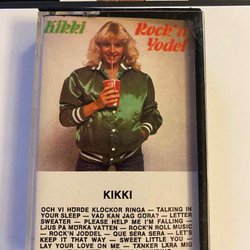 Kikki
Rock'n
Yodel
KIKKI
OCH VI HÖRDE KLOCKOR RINGA — TALKING IN
YOUR SLEEP — VAD KAN JAG GÖRA? — LETTER
SWEATER — PLEASE HELP ME I'M FALLING —
LJUS PÅ MÖRKA VATTEN — ROCK'N ROLL MUSIC
— ROCK'N JODDEL — QUE SERA SERA — LET'S
KEEP IT THAT WAY — SWEET LITTLE YOU —
LAY YOUR LOVE ON ME — TÄNKER LÄRA MIG